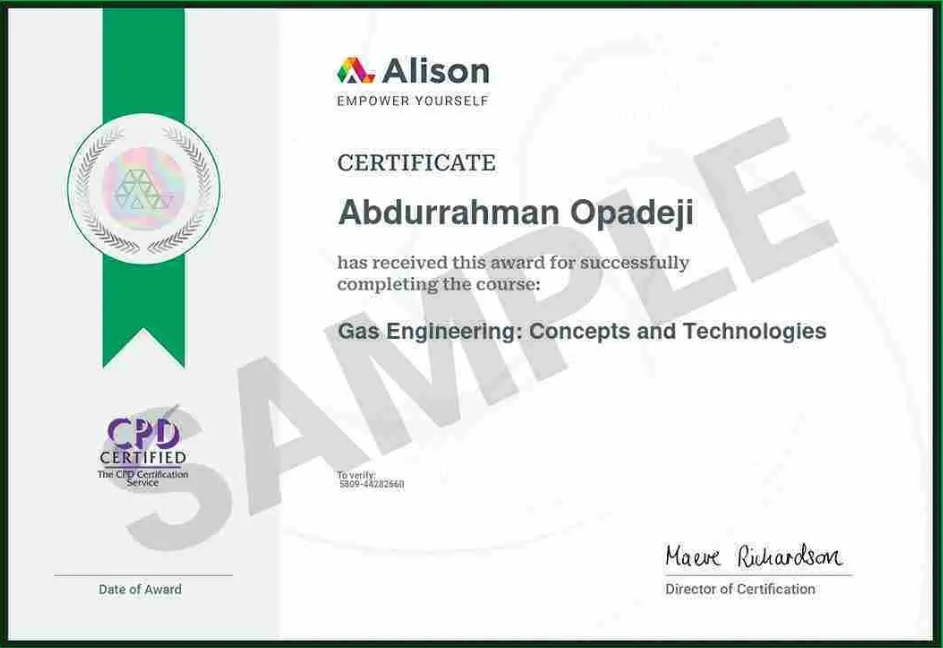 Alison
EMPOWER YOURSELF
CERTIFICATE
Abdurrahman Opadeji
has received this award for successfully
completing the course:
Gas Engineering: Concepts and Technologies
SAMPLE
CPD
CERTIFIED
The CPD Certification
Service
To verify:
5809-44282660
Date of Award
Maeve Richardson
Director of Certification